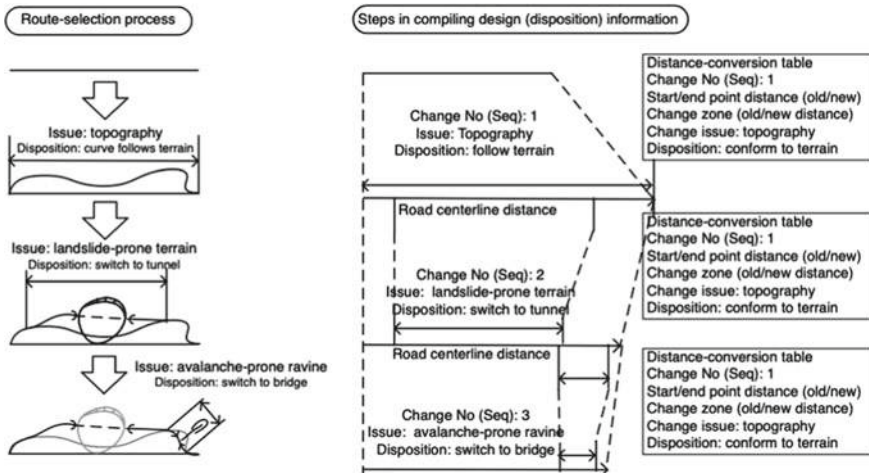 Route-selection process
Issue: topography
Disposition: curve follows terrain
Issue: landslide-prone terrain
Disposition: switch to tunnel
Issue: avalanche-prone ravine
Disposition: switch to bridge
Steps in compiling design (disposition) information
Change No (Seq): 1
Issue: Topography
Disposition: follow terrain
Road centerline distance
Change No (Seq): 2
Issue: landslide-prone terrain
Disposition: switch to tunnel
Road centerline distance
Change No (Seq): 3
Issue: avalanche-prone ravine
Disposition: switch to bridge
Distance-conversion table
Change No (Seq): 1
Start/end point distance (old/new)
Change zone (old/new distance)
Change issue: topography
Disposition: conform to terrain
Distance-conversion table
Change No (Seq): 1
Start/end point distance (old/new)
Change zone (old/new distance)
Change issue: topography
Disposition: conform to terrain
Distance-conversion table
Change No (Seq): 1
Start/end point distance (old/new)
Change zone (old/new distance)
Change issue: topography
Disposition: conform to terrain